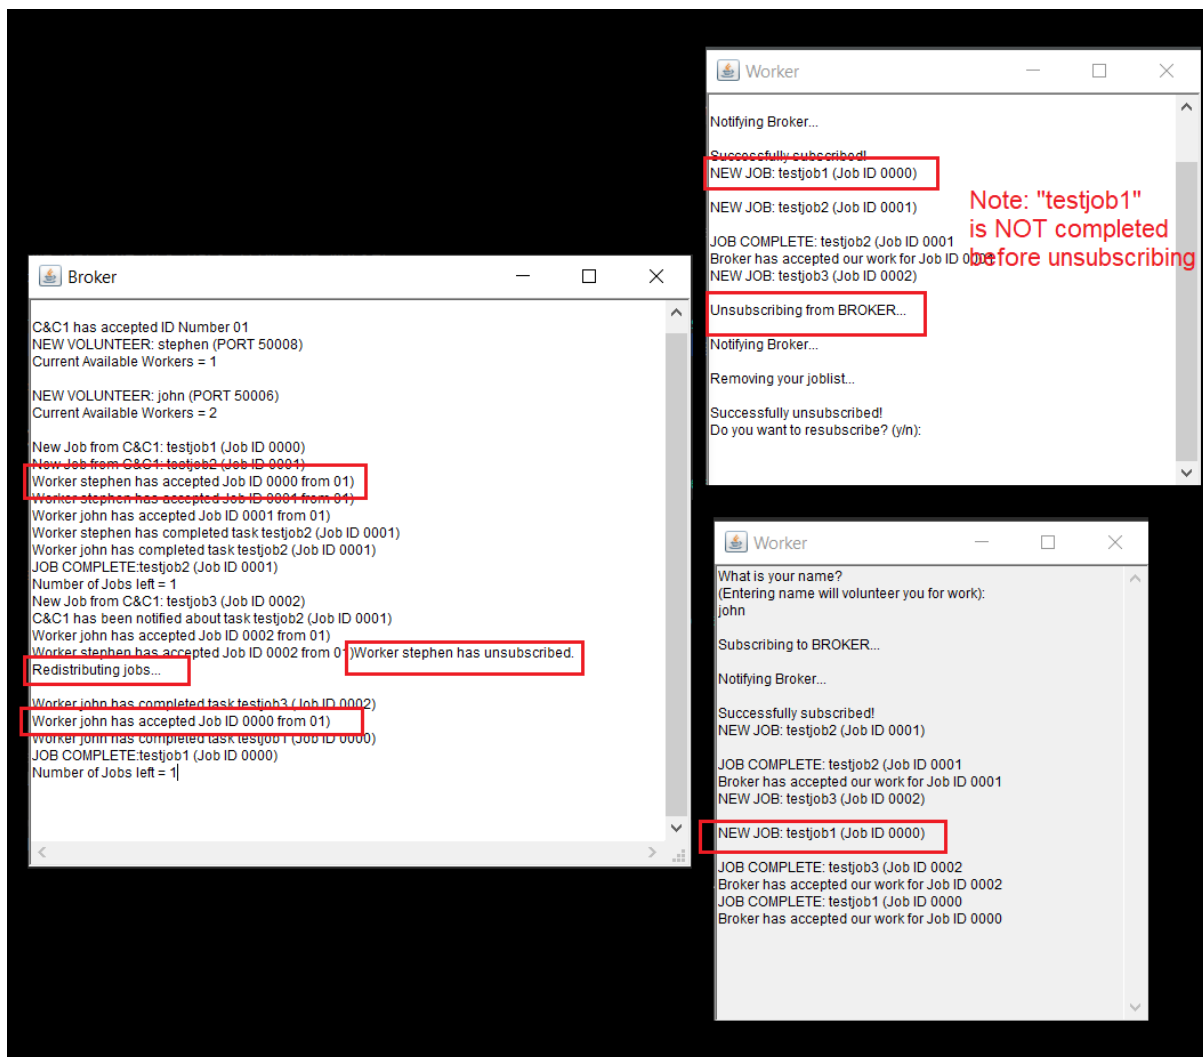 Broker
C&C1 has accepted ID Number 01
NEW VOLUNTEER: stephen (PORT 50008)
Current Available Workers = 1
NEW VOLUNTEER: john (PORT 50006)
Current Available Workers = 2
New Job from C&C1: testjob1 (Job ID 0000)
New Job from C&C1: testjob2 (Job ID 0001)
Worker stephen has accepted Job ID 0000 from 01)
Worker stephen has accepted Job ID 0001 from 01)
Worker john has accepted Job ID 0001 from 01)
Worker stephen has completed task testjob2 (Job ID 0001)
Worker john has completed task testjob2 (Job ID 0001)
JOB COMPLETE:testjob2 (Job ID 0001)
Number of Jobs left = 1
New Job from C&C1: testjob3 (Job ID 0002)
C&C1 has been notified about task testjob2 (Job ID 0001)
Worker john has accepted Job ID 0002 from 01)
Worker stephen has accepted Job ID 0002 from 01)Worker stephen has unsubscribed.
Redistributing jobs...
Worker john has completed task testjob3 (Job ID 0002)
Worker john has accepted Job ID 0000 from 01)
Worker john has completed task testjob1 (Job ID 0000)
JOB COMPLETE:testjob1 (Job ID 0000)
Number of Jobs left = 1
Worker
Notifying Broker...
Successfully subscribed!
NEW JOB: testjob1 (Job ID 0000)
NEW JOB: testjob2 (Job ID 0001)
JOB COMPLETE: testjob2 (Job ID 0001
Broker has accepted our work for Job ID 0001
NEW JOB: testjob3 (Job ID 0002)
Unsubscribing from BROKER...
Notifying Broker...
Removing your joblist...
Successfully unsubscribed!
Do you want to resubscribe? (y/n):
Note: "testjob1"
is NOT completed
before unsubscribing
Worker
What is your name?
(Entering name will volunteer you for work):
john
Subscribing to BROKER...
Notifying Broker...
Successfully subscribed!
NEW JOB: testjob2 (Job ID 0001)
JOB COMPLETE: testjob2 (Job ID 0001
Broker has accepted our work for Job ID 0001
NEW JOB: testjob3 (Job ID 0002)
NEW JOB: testjob1 (Job ID 0000)
JOB COMPLETE: testjob3 (Job ID 0002
Broker has accepted our work for Job ID 0002
JOB COMPLETE: testjob1 (Job ID 0000
Broker has accepted our work for Job ID 0000